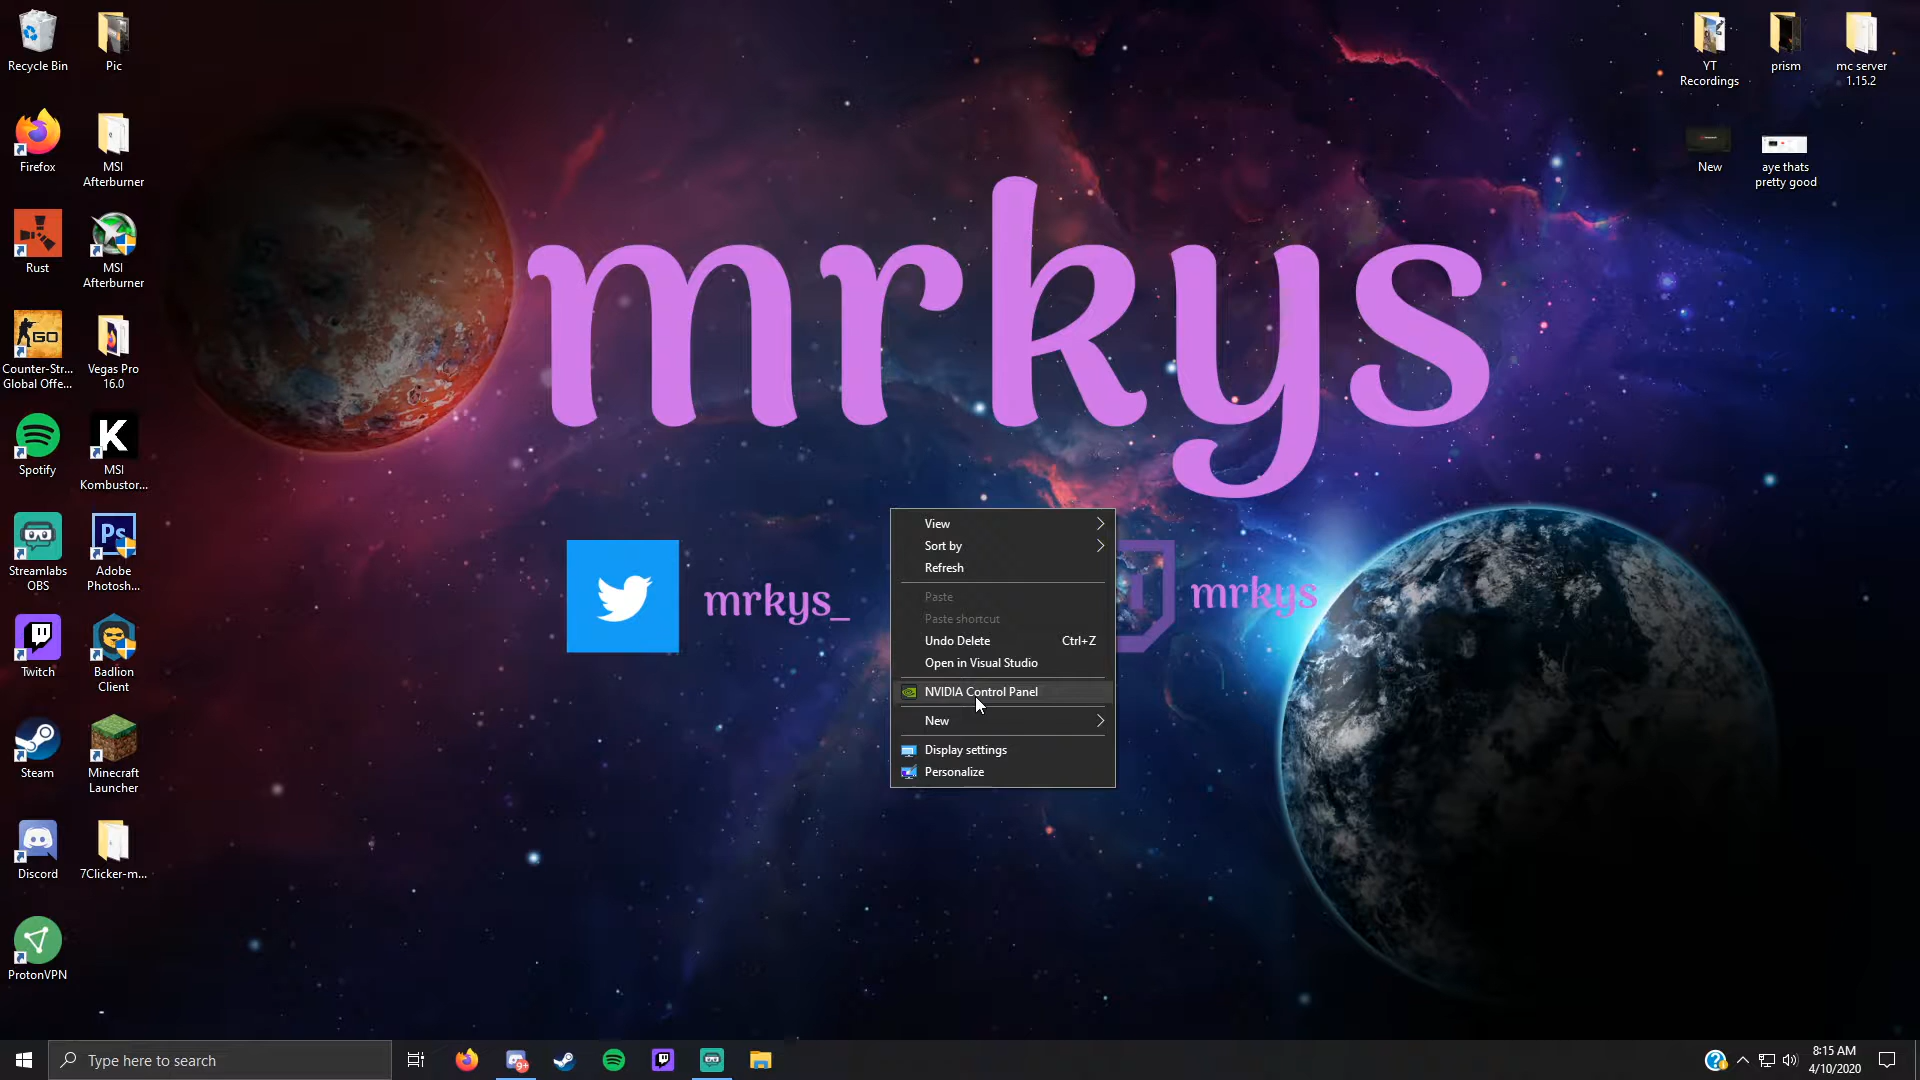 Recycle Bin
Pic
Firefox
MSI
Afterburner
Rust
MSI
Afterburner
GO
Counter-Str...
Global Offe...
Vegas Pro
16.0
Spotify
K
MSI
Kombustor...
Streamlabs
OBS
Ps
Adobe
Photosh...
Twitch
Badlion
Client
Steam
Minecraft
Launcher
Discord
7Clicker-m...
ProtonVPN
YT
Recordings
prism
mc server
1.15.2
New
aye thats
pretty good
mrkys
mrkys_
mrkys
View
Sort by
Refresh
Paste
Paste shortcut
Undo Delete Ctrl+Z
Open in Visual Studio
NVIDIA Control Panel
New
Display settings
Personalize
Type here to search
9+
8:15 AM
4/10/2020